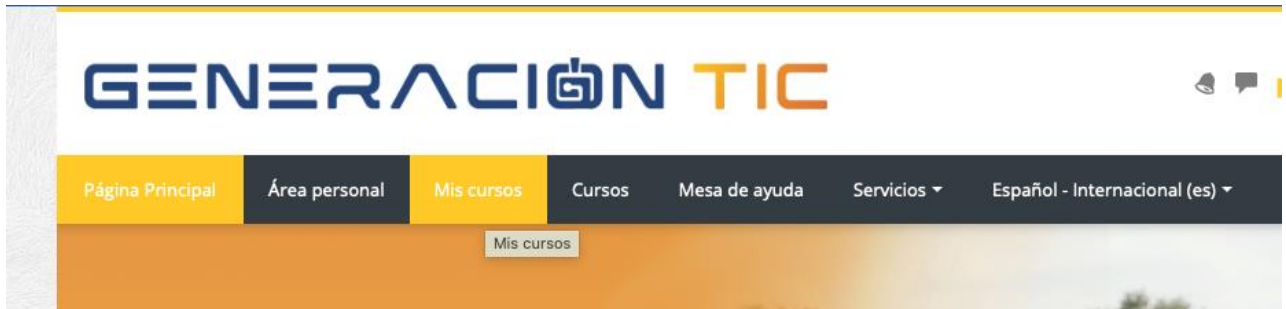 GENERACIÓN TIC
Página Principal Área personal Mis cursos Cursos Mesa de ayuda Servicios Español - Internacional (es)
Mis cursos